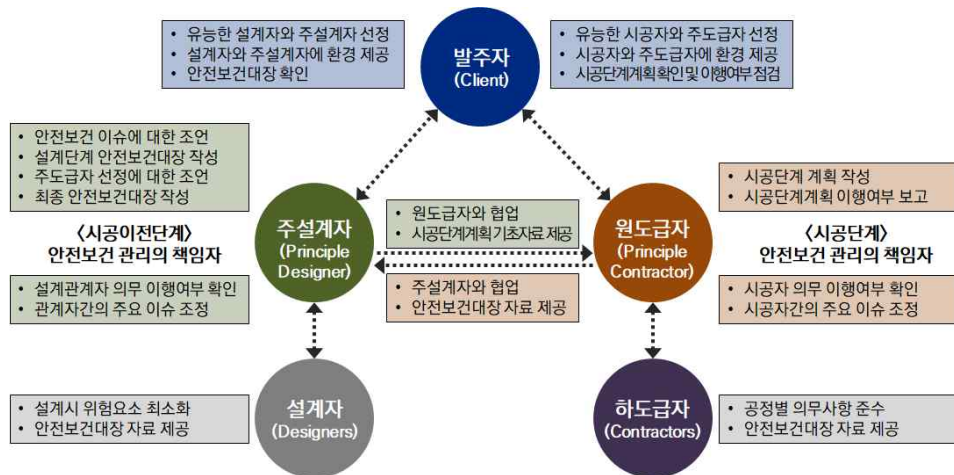 • 유능한 설계자와 주설계자 선정
• 설계자와 주설계자에 환경 제공
• 안전보건대장 확인
발주자
(Client)
• 유능한 시공자와 주도급자 선정
• 시공자와 주도급자에 환경 제공
• 시공단계계획 확인 및 이행여부 점검
• 안전보건 이슈에 대한 조언
• 설계단계 안전보건대장 작성
• 주도급자 선정에 대한 조언
• 최종 안전보건대장 작성
〈시공이전단계〉
안전보건 관리의 책임자
• 설계관계자 의무 이행여부 확인
• 관계자간의 주요 이슈 조정
주설계자
(Principle
Designer)
• 원도급자와 협업
• 시공단계계획 기초자료 제공
• 주설계자와 협업
• 안전보건대장 자료 제공
원도급자
(Principle
Contractor)
• 시공단계 계획 작성
• 시공단계계획 이행여부 보고
〈시공단계〉
안전보건 관리의 책임자
• 시공자 의무 이행여부 확인
• 시공자간의 주요 이슈 조정
• 설계시 위험요소 최소화
• 안전보건대장 자료 제공
설계자
(Designers)
하도급자
(Contractors)
• 공정별 의무사항 준수
• 안전보건대장 자료 제공